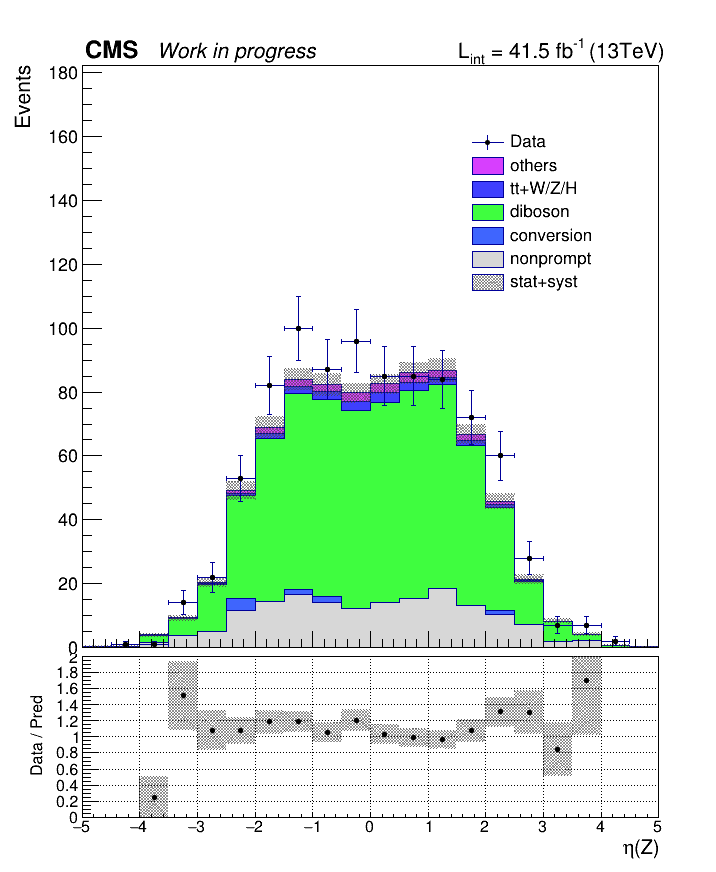 CMS Work in progress L_int = 41.5 fb^-1 (13TeV)
Events
180
160
140
120
100
80
60
40
20
0
Data
others
tt+W/Z/H
diboson
conversion
nonprompt
stat+syst
Data / Pred
2
1.8
1.6
1.4
1.2
1
0.8
0.6
0.4
0.2
0
−5 −4 −3 −2 −1 0 1 2 3 4 5
η(Z)